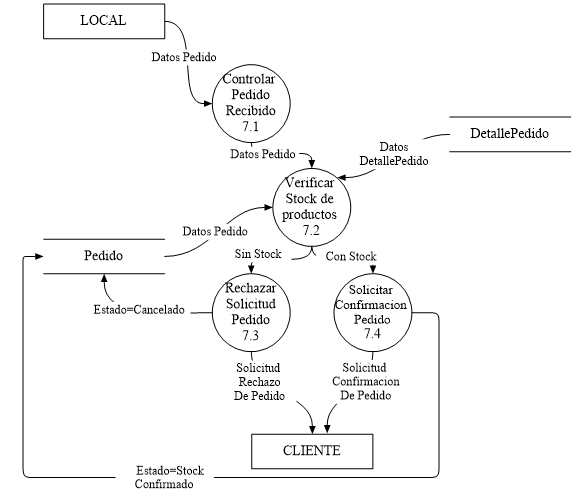 LOCAL
Datos Pedido
Controlar
Pedido
Recibido
7.1
Datos Pedido
DetallePedido
Datos
DetallePedido
Verificar
Stock de
productos
7.2
Datos Pedido
Pedido
Sin Stock
Con Stock
Rechazar
Solicitud
Pedido
7.3
Solicitar
Confirmacion
Pedido
7.4
Estado=Cancelado
Solicitud
Rechazo
De Pedido
Solicitud
Confirmacion
De Pedido
CLIENTE
Estado=Stock
Confirmado